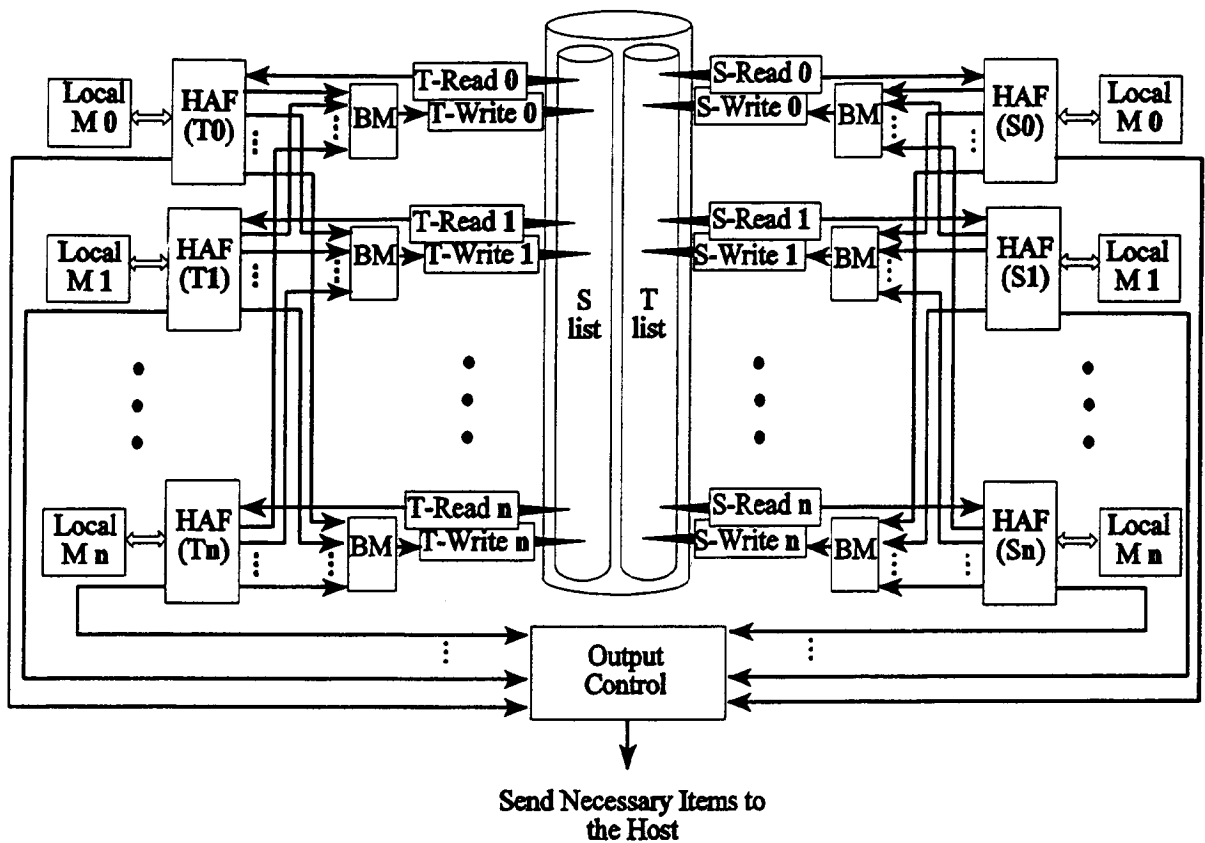 Local
M 0
HAF
(T0)
BM
T-Read 0
T-Write 0
S-Read 0
S-Write 0
BM
HAF
(S0)
Local
M 0
Local
M 1
HAF
(T1)
BM
T-Read 1
T-Write 1
S-Read 1
S-Write 1
BM
HAF
(S1)
Local
M 1
S
list
T
list
Local
M n
HAF
(Tn)
BM
T-Read n
T-Write n
S-Read n
S-Write n
BM
HAF
(Sn)
Local
M n
Output
Control
Send Necessary Items to
the Host